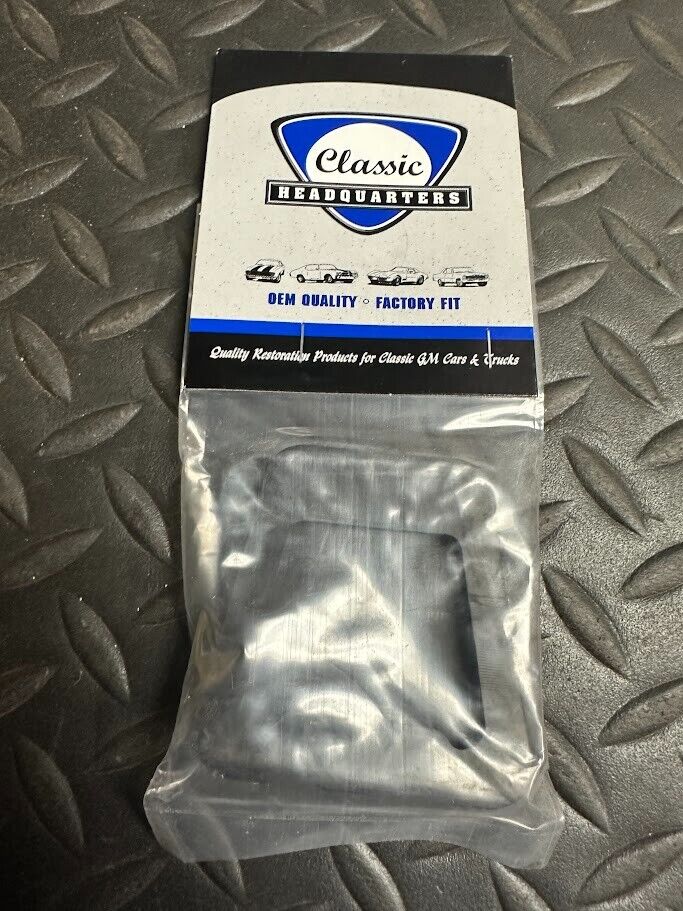 Classic
HEADQUARTERS
OEM QUALITY ◦ FACTORY FIT
Quality Restoration Products for Classic GM Cars & Trucks